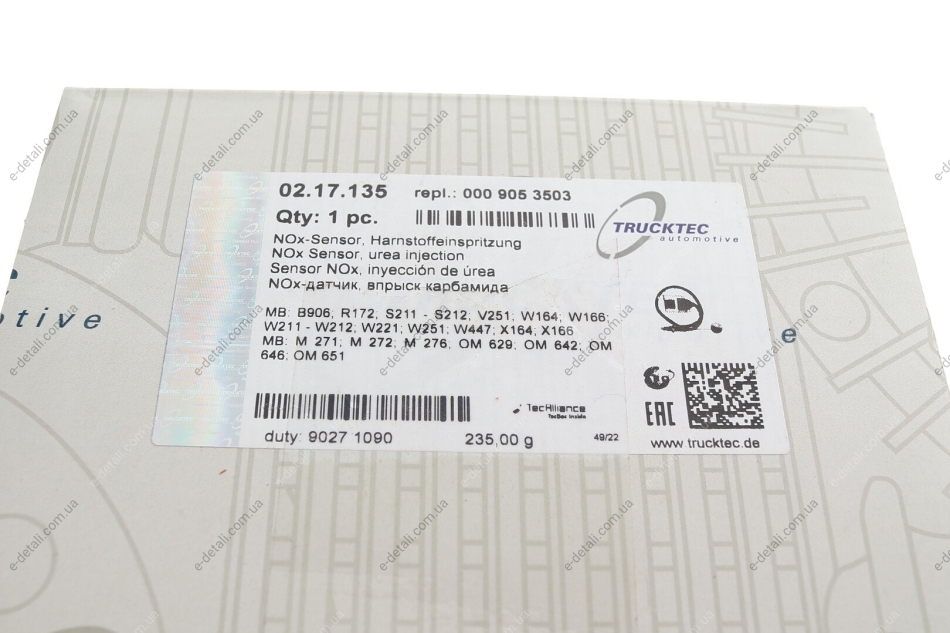 02.17.135 repl.: 000 905 3503
Qty: 1 pc.
TRUCKTEC
automotive
NOx-Sensor, Harnstoffeinspritzung
NOx Sensor, urea injection
Sensor NOx, inyección de úrea
NOx-датчик, впрыск карбамида
MB: B906; R172, S211 - S212; V251; W164; W166;
W211 - W212; W221; W251; W447; X164; X166
MB: M 271; M 272; M 276; OM 629; OM 642; OM
646; OM 651
TecAlliance
TecDoc Inside
EAC
duty: 9027 1090 235,00 g 49/22
www.trucktec.de
motive
e
e-detali.com.ua